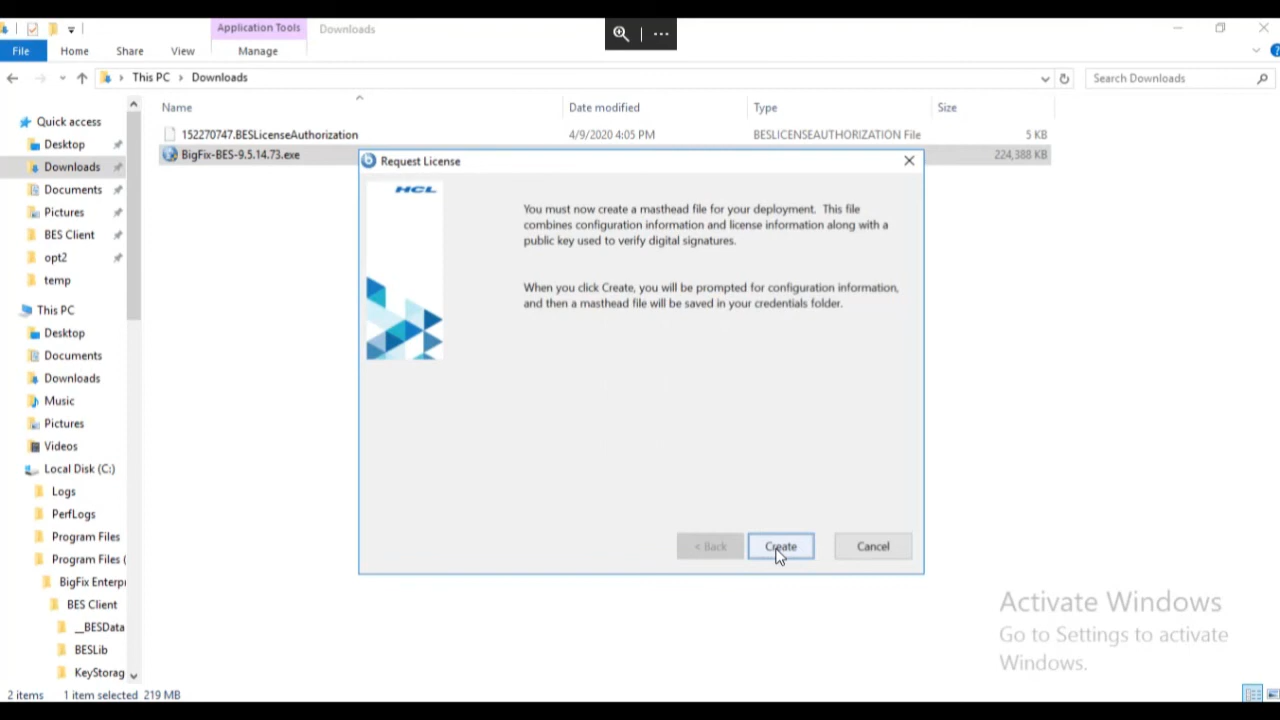 Application Tools
Downloads
File
Home
Share
View
Manage
This PC
Downloads
Search Downloads
Name
Date modified
Type
Size
152270747.BESLicenseAuthorization
4/9/2020 4:05 PM
BESLICENSEAUTHORIZATION File
5 KB
BigFix-BES-9.5.14.73.exe
224,388 KB
Quick access
Desktop
Downloads
Documents
Pictures
BES Client
opt2
temp
This PC
Desktop
Documents
Downloads
Music
Pictures
Videos
Local Disk (C:)
Logs
PerfLogs
Program Files
Program Files (
BigFix Enterpr
BES Client
__BESData
BESLib
KeyStorag
Request License
HCL
You must now create a masthead file for your deployment. This file
combines configuration information and license information along with a
public key used to verify digital signatures.
When you click Create, you will be prompted for configuration information,
and then a masthead file will be saved in your credentials folder.
< Back
Create
Cancel
Activate Windows
Go to Settings to activate
Windows.
2 items
1 item selected 219 MB